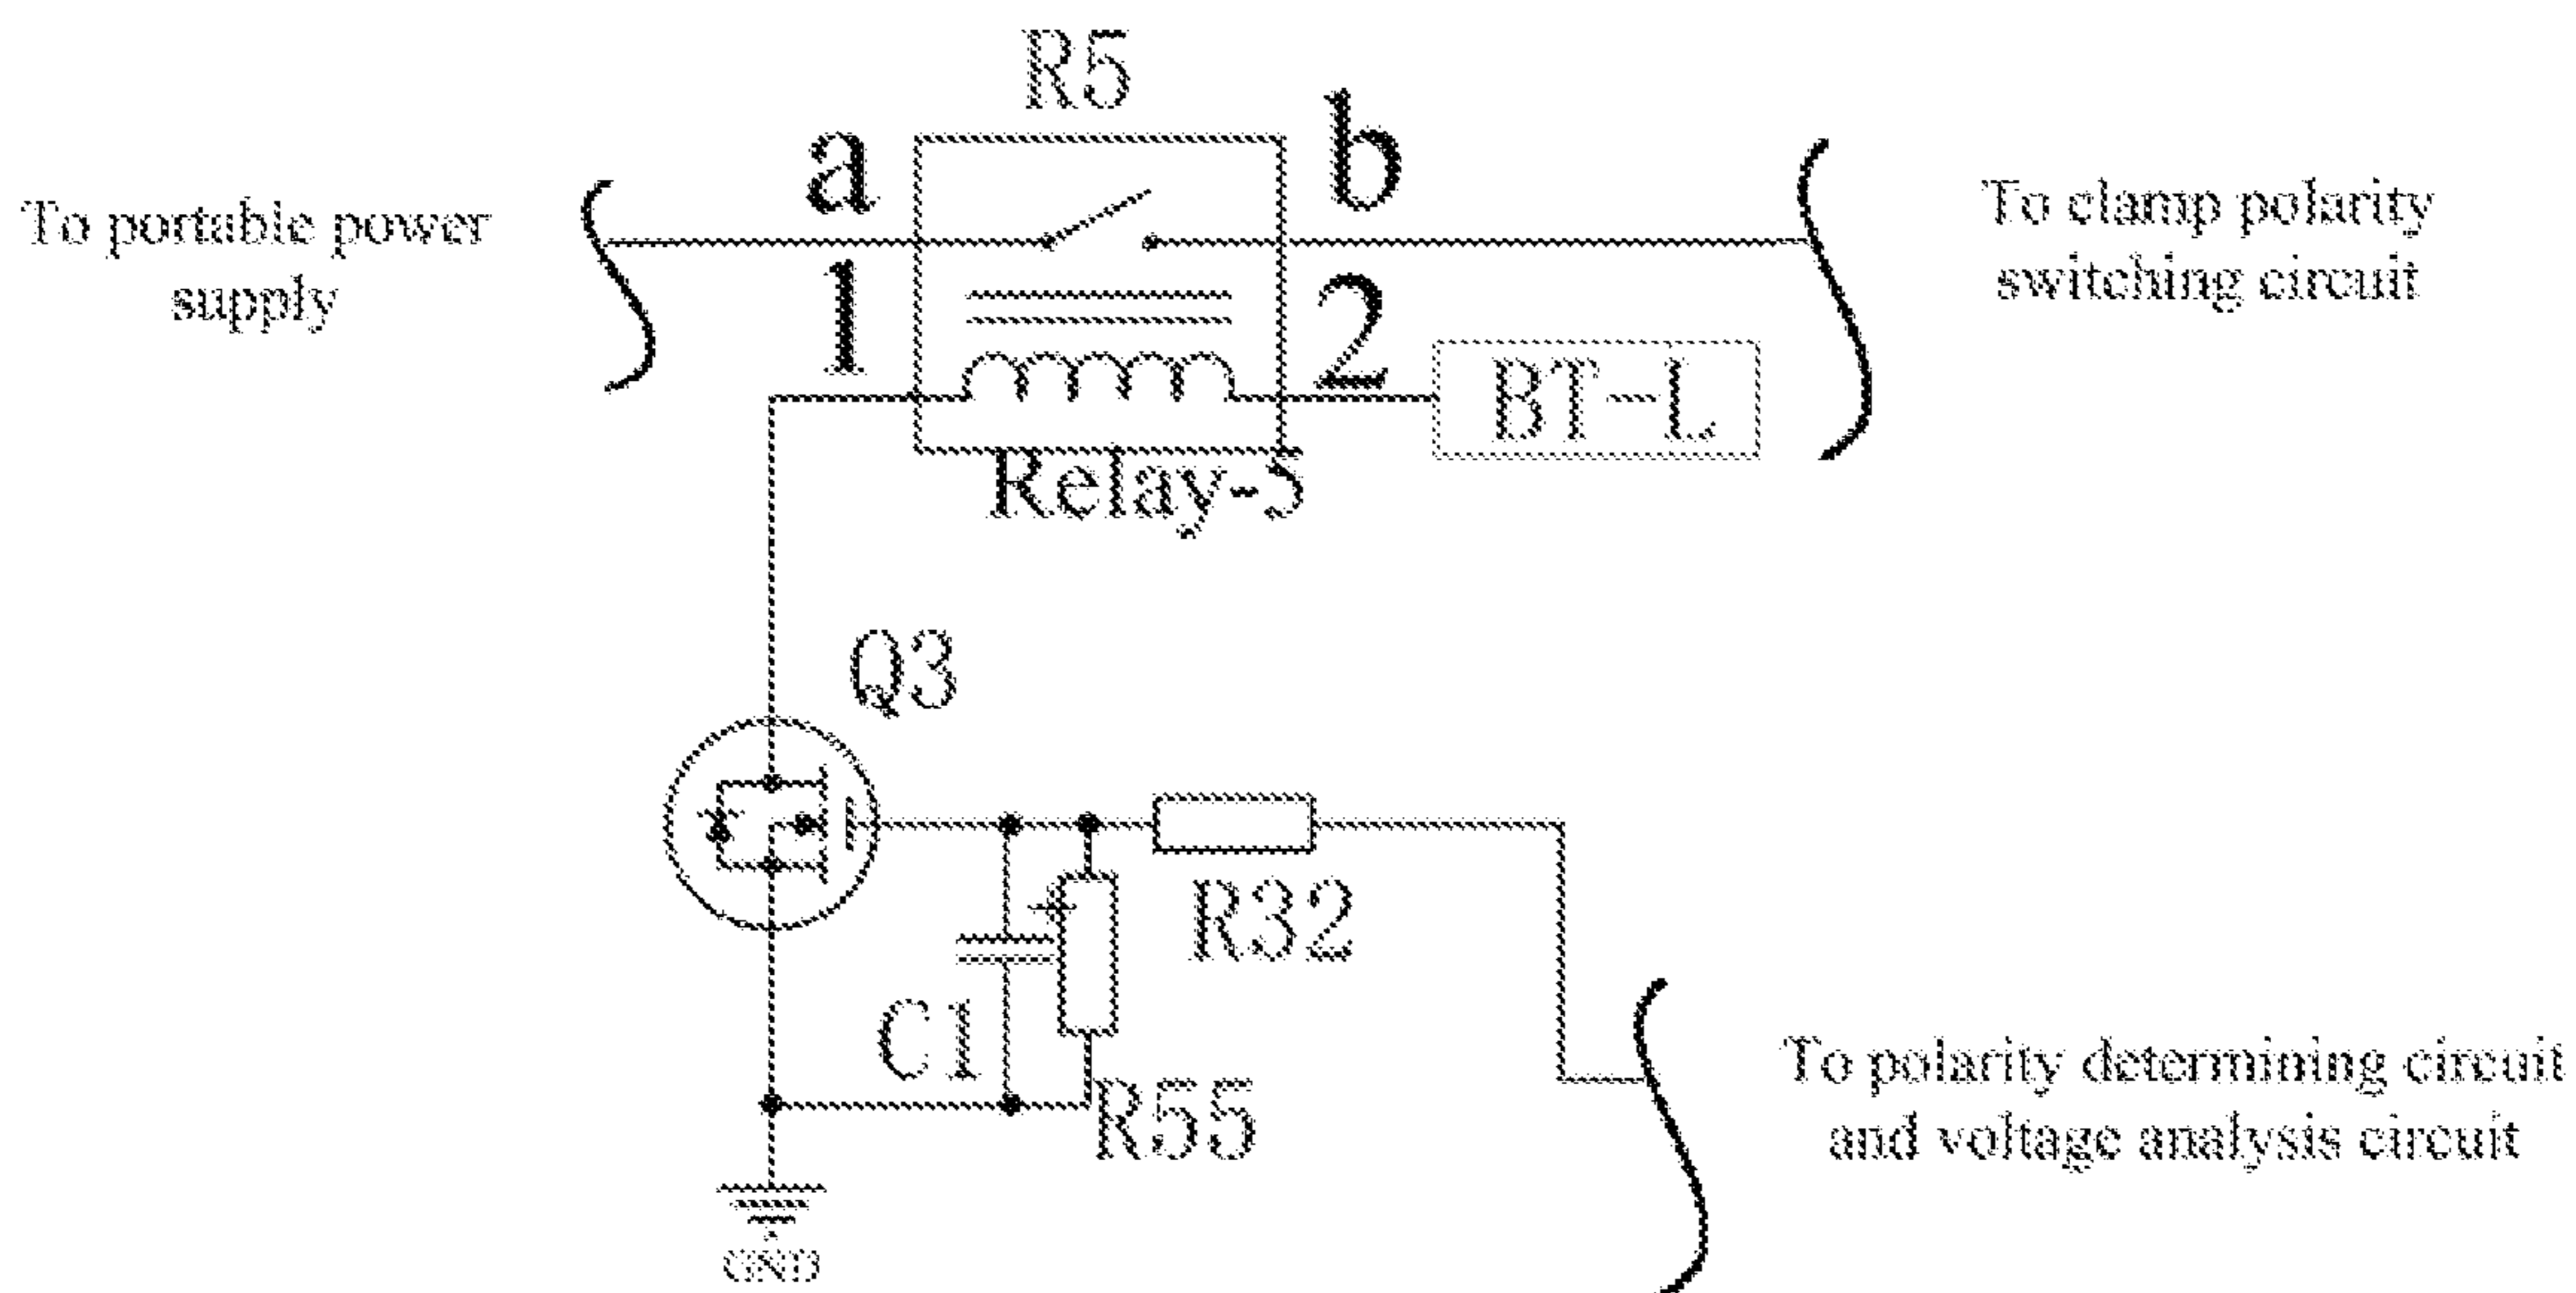 R5
a
b
To portable power
supply
To clamp polarity
switching circuit
1
2
BT-L
Relay-5
Q3
R32
C1
R55
To polarity determining circuit
and voltage analysis circuit
GND